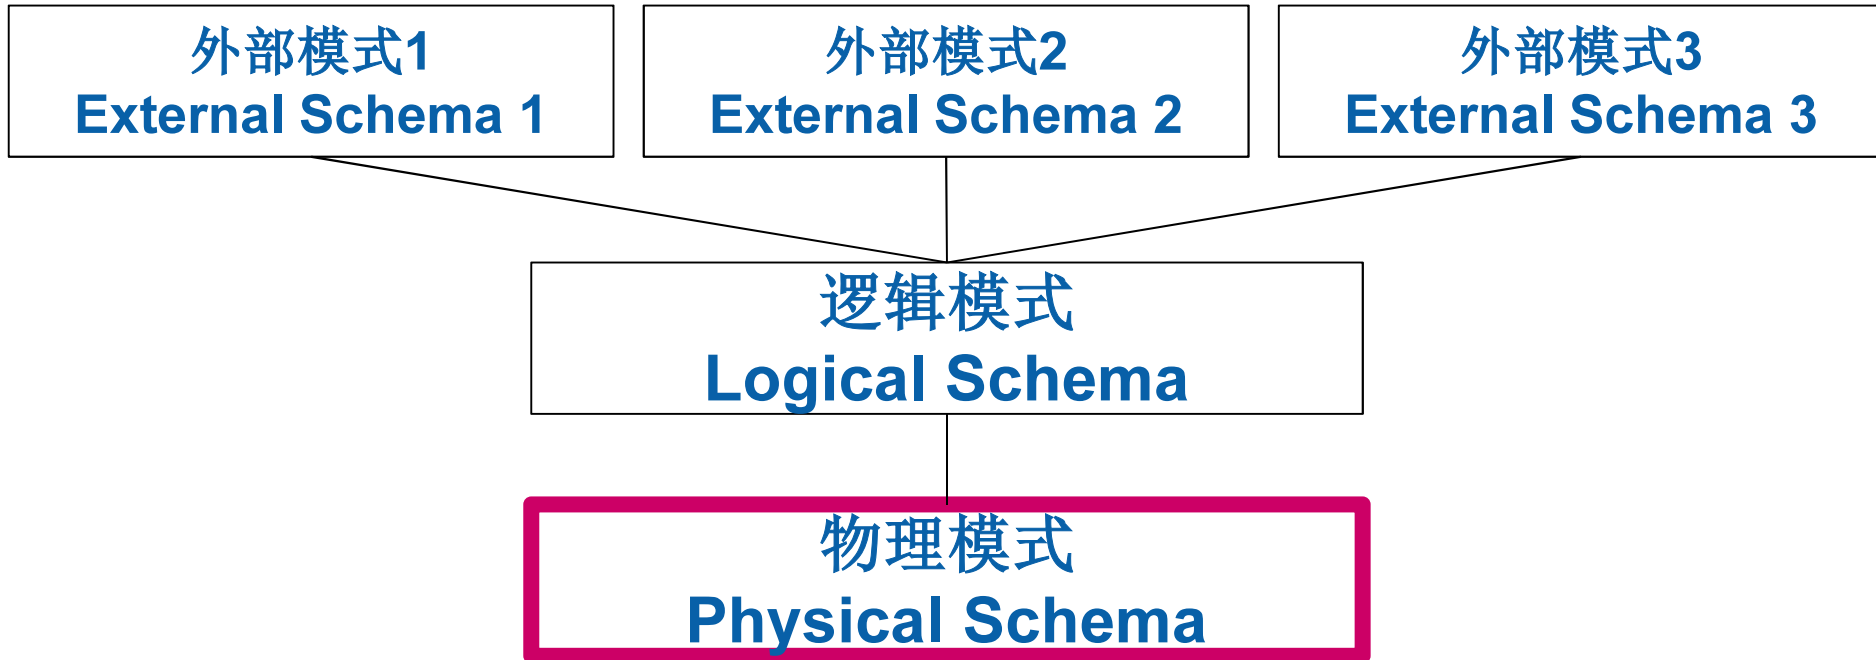 外部模式1
External Schema 1
外部模式2
External Schema 2
外部模式3
External Schema 3
逻辑模式
Logical Schema
物理模式
Physical Schema